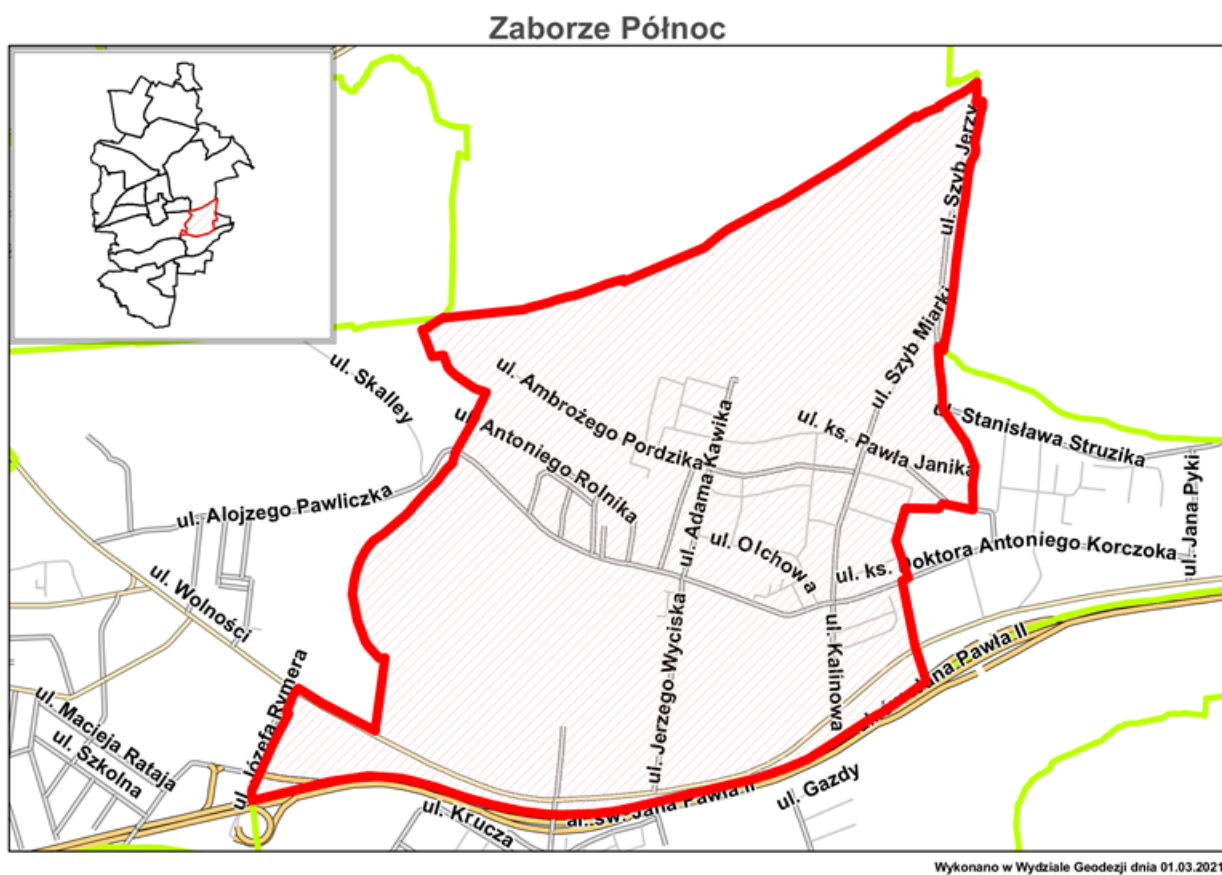 Zaborze Północ
ul. Szyb Jerzy
ul. Szyb Miarki
ul. Skalley
ul. Ambrożego Pordzika
ul. Antoniego Rolnika
ul. Adama Kawika
ul. ks. Pawła Janika
ul. Stanisława Struzika
ul. Jana Pyki
ul. Alojzego Pawliczka
ul. Olchowa
ul. ks. Doktora Antoniego Korczoka
ul. Wolności
ul. Jerzego Wyciska
ul. Kalinowa
ul. Józefa Rymera
ul. Macieja Rataja
ul. Szkolna
Jana Pawła II
al. św. Jana Pawła II
ul. Krucza
ul. Gazdy
Wykonano w Wydziale Geodezji dnia 01.03.2021